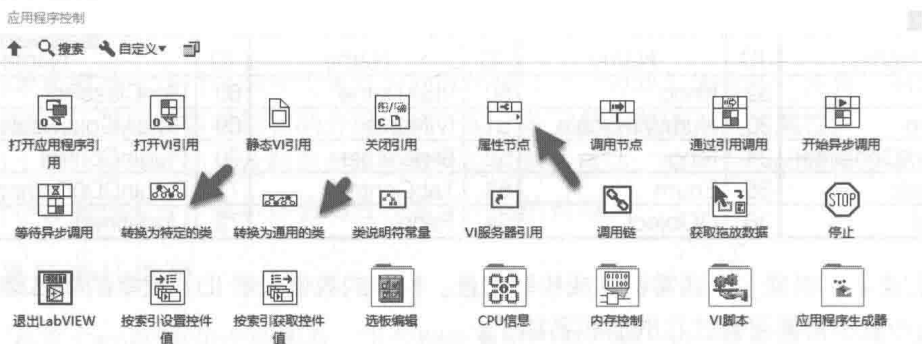 应用程序控制
搜索 自定义
打开应用程序引用
打开VI引用
静态VI引用
关闭引用
属性节点
调用节点
通过引用调用
开始异步调用
等待异步调用
转换为特定的类
转换为通用的类
类说明符常量
VI服务器引用
调用链
获取拖放数据
STOP
停止
退出LabVIEW
按索引设置控件值
按索引获取控件值
选板编辑
CPU信息
内存控制
VI脚本
应用程序生成器